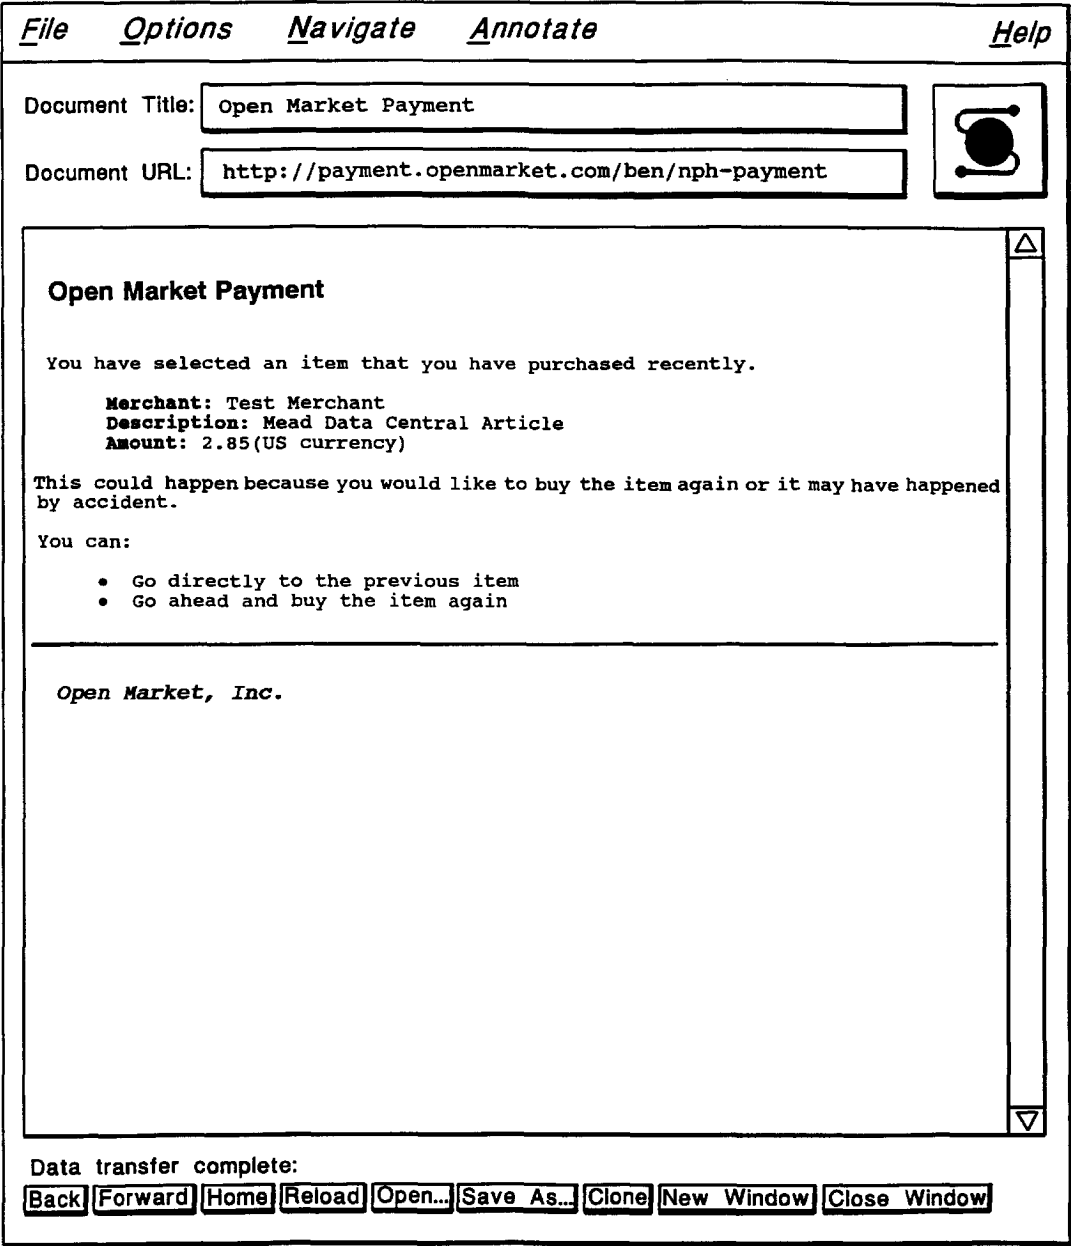 File Options Navigate Annotate Help
Document Title: Open Market Payment
Document URL: http://payment.openmarket.com/ben/nph-payment
Open Market Payment
You have selected an item that you have purchased recently.
Merchant: Test Merchant
Description: Mead Data Central Article
Amount: 2.85(US currency)
This could happen because you would like to buy the item again or it may have happened
by accident.
You can:
• Go directly to the previous item
• Go ahead and buy the item again
Open Market, Inc.
Data transfer complete:
Back Forward Home Reload Open... Save As... Clone New Window Close Window